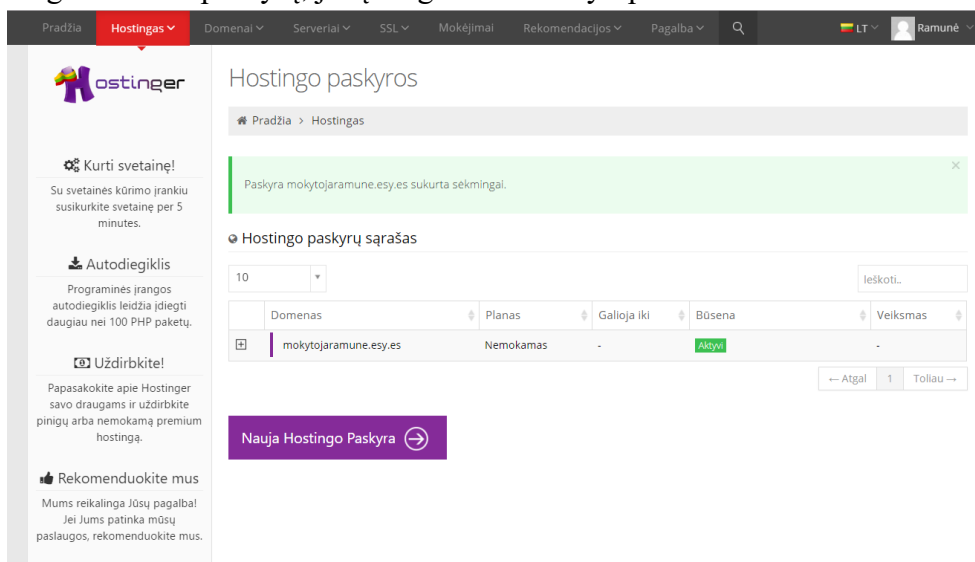 Pradžia Hostingas Domenai Serveriai SSL Mokėjimai Rekomendacijos Pagalba LT Ramunė
Hostinger
Hostingo paskyros
Pradžia > Hostingas
Kurti svetainę!
Su svetainės kūrimo įrankiu
susikurkite svetainę per 5
minutes.
Autodiegiklis
Programinės įrangos
autodiegiklis leidžia įdiegti
daugiau nei 100 PHP paketų.
Uždirbkite!
Papasakokite apie Hostinger
savo draugams ir uždirbkite
pinigų arba nemokamą premium
hostingą.
Rekomenduokite mus
Mums reikalinga Jūsų pagalba!
Jei Jums patinka mūsų
paslaugos, rekomenduokite mus.
Paskyra mokytojaramune.esy.es sukurta sėkmingai.
×
Hostingo paskyrų sąrašas
10
Ieškoti..
Domenas Planas Galioja iki Būsena Veiksmas
mokytojaramune.esy.es Nemokamas - Aktyvi -
← Atgal 1 Toliau →
Nauja Hostingo Paskyra